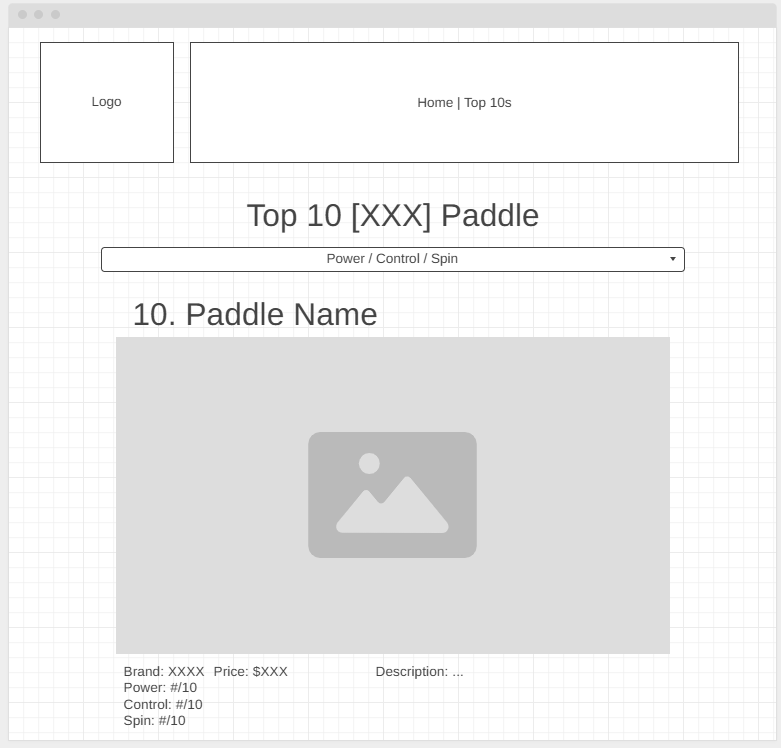 Logo
Home | Top 10s
Top 10 [XXX] Paddle
Power / Control / Spin
10. Paddle Name
Brand: XXXX  Price: $XXX
Power: #/10
Control: #/10
Spin: #/10
Description: ...